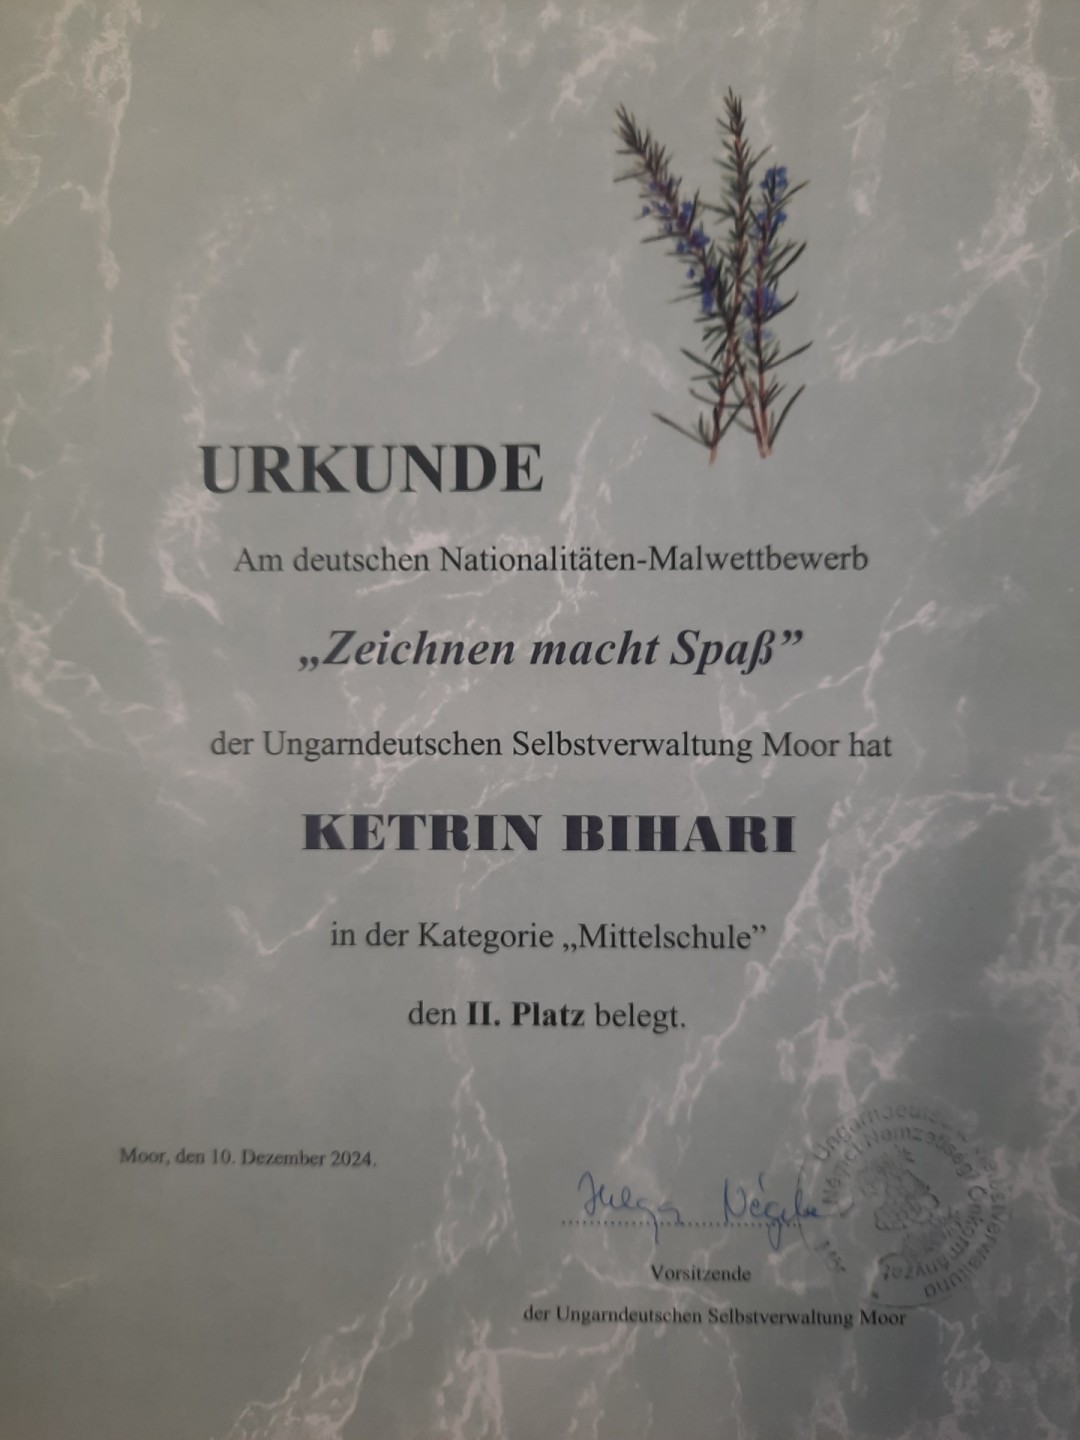 URKUNDE
Am deutschen Nationalitäten-Malwettbewerb
„Zeichnen macht Spaß”
der Ungarndeutschen Selbstverwaltung Moor hat
KETRIN BIHARI
in der Kategorie „Mittelschule”
den II. Platz belegt.
Moor, den 10. Dezember 2024.
Vorsitzende
der Ungarndeutschen Selbstverwaltung Moor